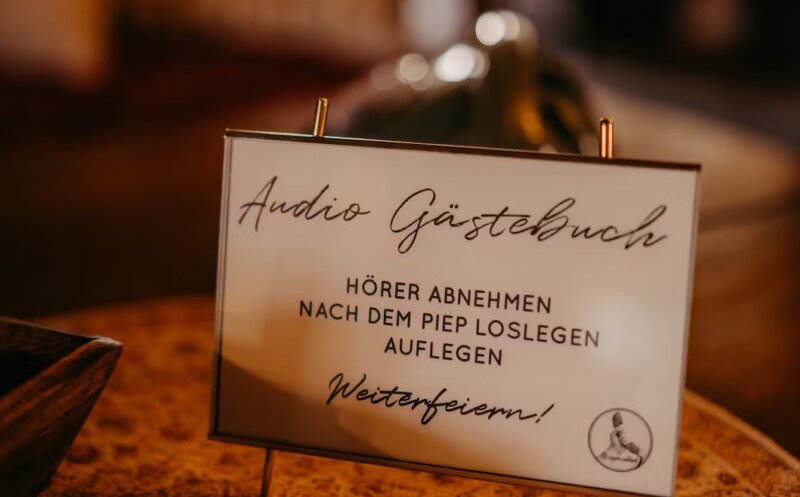 Audio Gästebuch
HÖRER ABNEHMEN
NACH DEM PIEP LOSLEGEN
AUFLEGEN
Weiterfeiern!